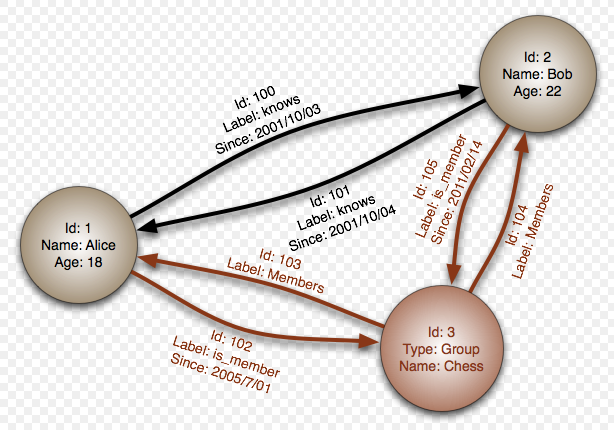 Id: 2
Name: Bob
Age: 22
Id: 100
Label: knows
Since: 2001/10/03
Id: 101
Label: knows
Since: 2001/10/04
Id: 105
Label: is_member
Since: 2011/02/14
Id: 104
Label: Members
Id: 1
Name: Alice
Age: 18
Id: 103
Label: Members
Id: 102
Label: is_member
Since: 2005/7/01
Id: 3
Type: Group
Name: Chess